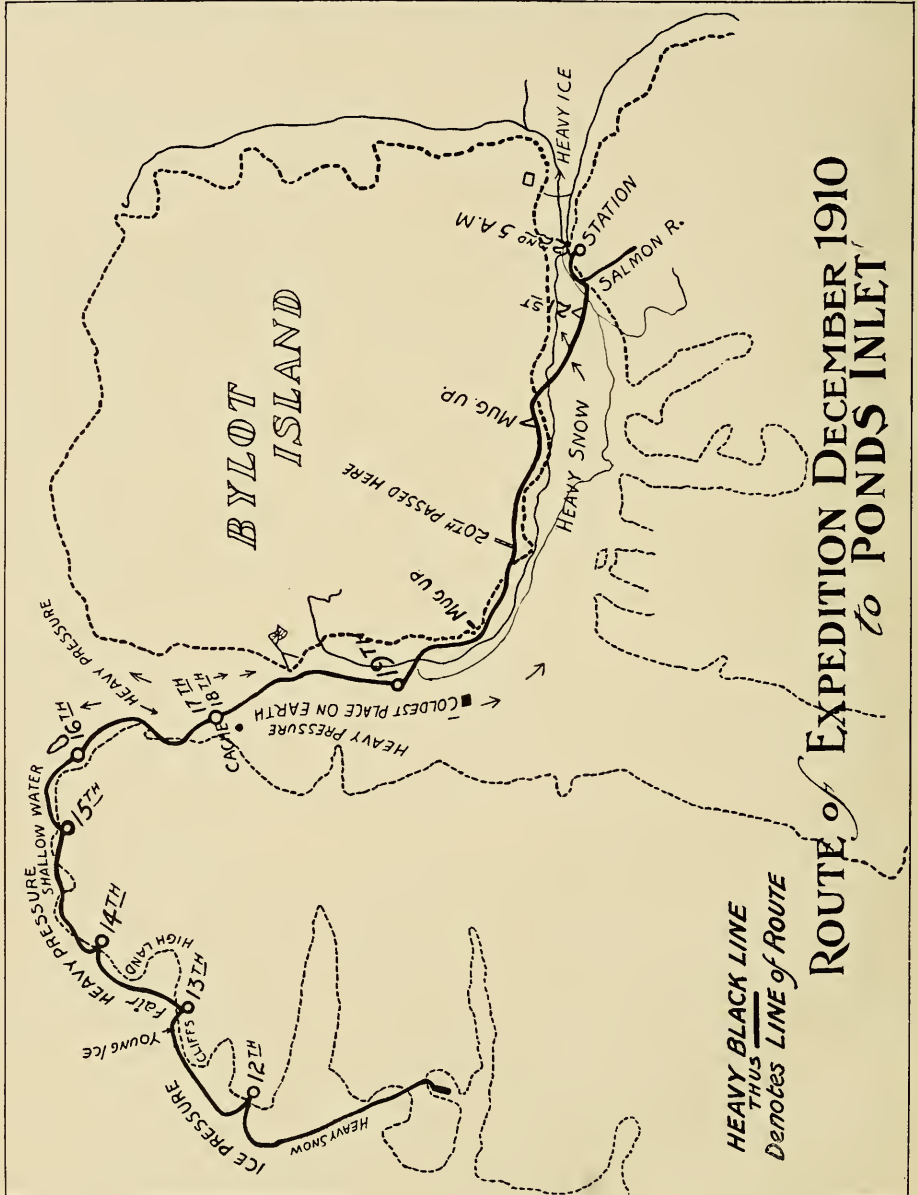 ROUTE of EXPEDITION DECEMBER 1910
to PONDS INLET
HEAVY BLACK LINE
THUS
Denotes LINE of ROUTE
BYLOT
ISLAND
HEAVY SNOW
12TH
ICE PRESSURE
CLIFFS
YOUNG ICE
13TH
Fair
HIGH LAND
HEAVY PRESSURE
14TH
SHALLOW WATER
15TH
16TH
HEAVY PRESSURE
17TH
18TH
CACHE
HEAVY PRESSURE
COLDEST PLACE ON EARTH
19TH
MUG UP
20TH PASSED HERE
MUG. UP.
HEAVY SNOW
21ST
22ND 5 A.M
STATION
SALMON R.
HEAVY ICE